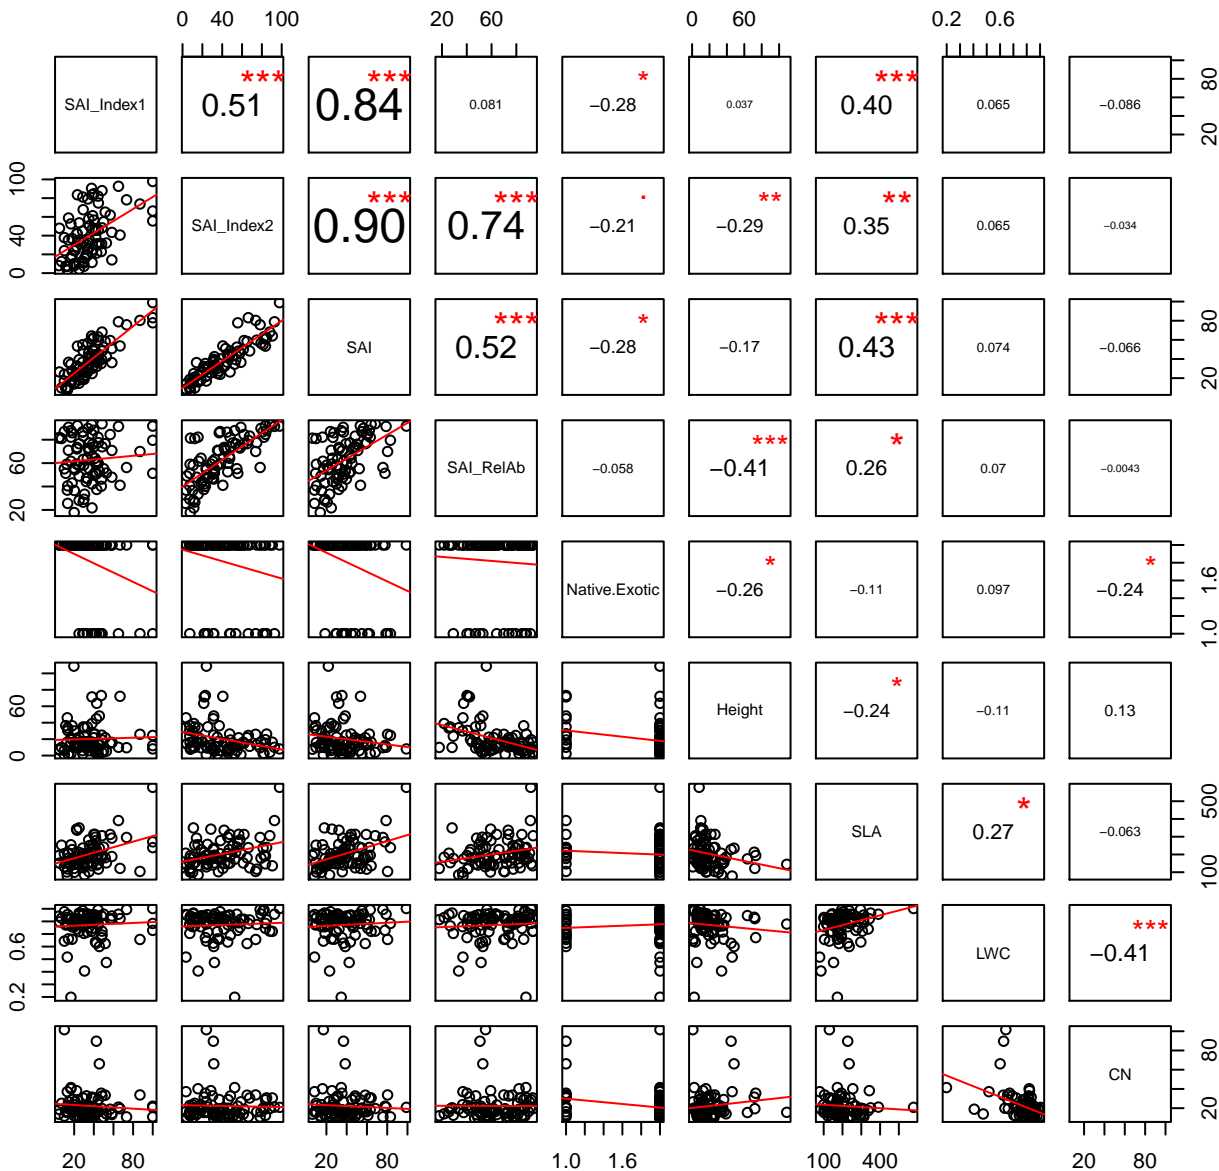 0 40 100 20 60 0 60 0.2 0.6
*** *** * ***
SAI_Index1 0.51 0.84 0.081 −0.28 0.037 0.40 0.065 −0.086
20 80
*** *** . ** **
0 40 100 SAI_Index2 0.90 0.74 −0.21 −0.29 0.35 0.065 −0.034
*** * ***
SAI 0.52 −0.28 −0.17 0.43 0.074 −0.066
20 80
*** *
20 60 SAI_RelAb −0.058 −0.41 0.26 0.07 −0.0043
* *
Native.Exotic −0.26 −0.11 0.097 −0.24
1.0 1.6
*
0 60 Height −0.24 −0.11 0.13
*
SLA 0.27 −0.063
100 500
***
0.2 0.6 LWC −0.41
CN
20 80
20 80 1.0 1.6 100 400 20 80